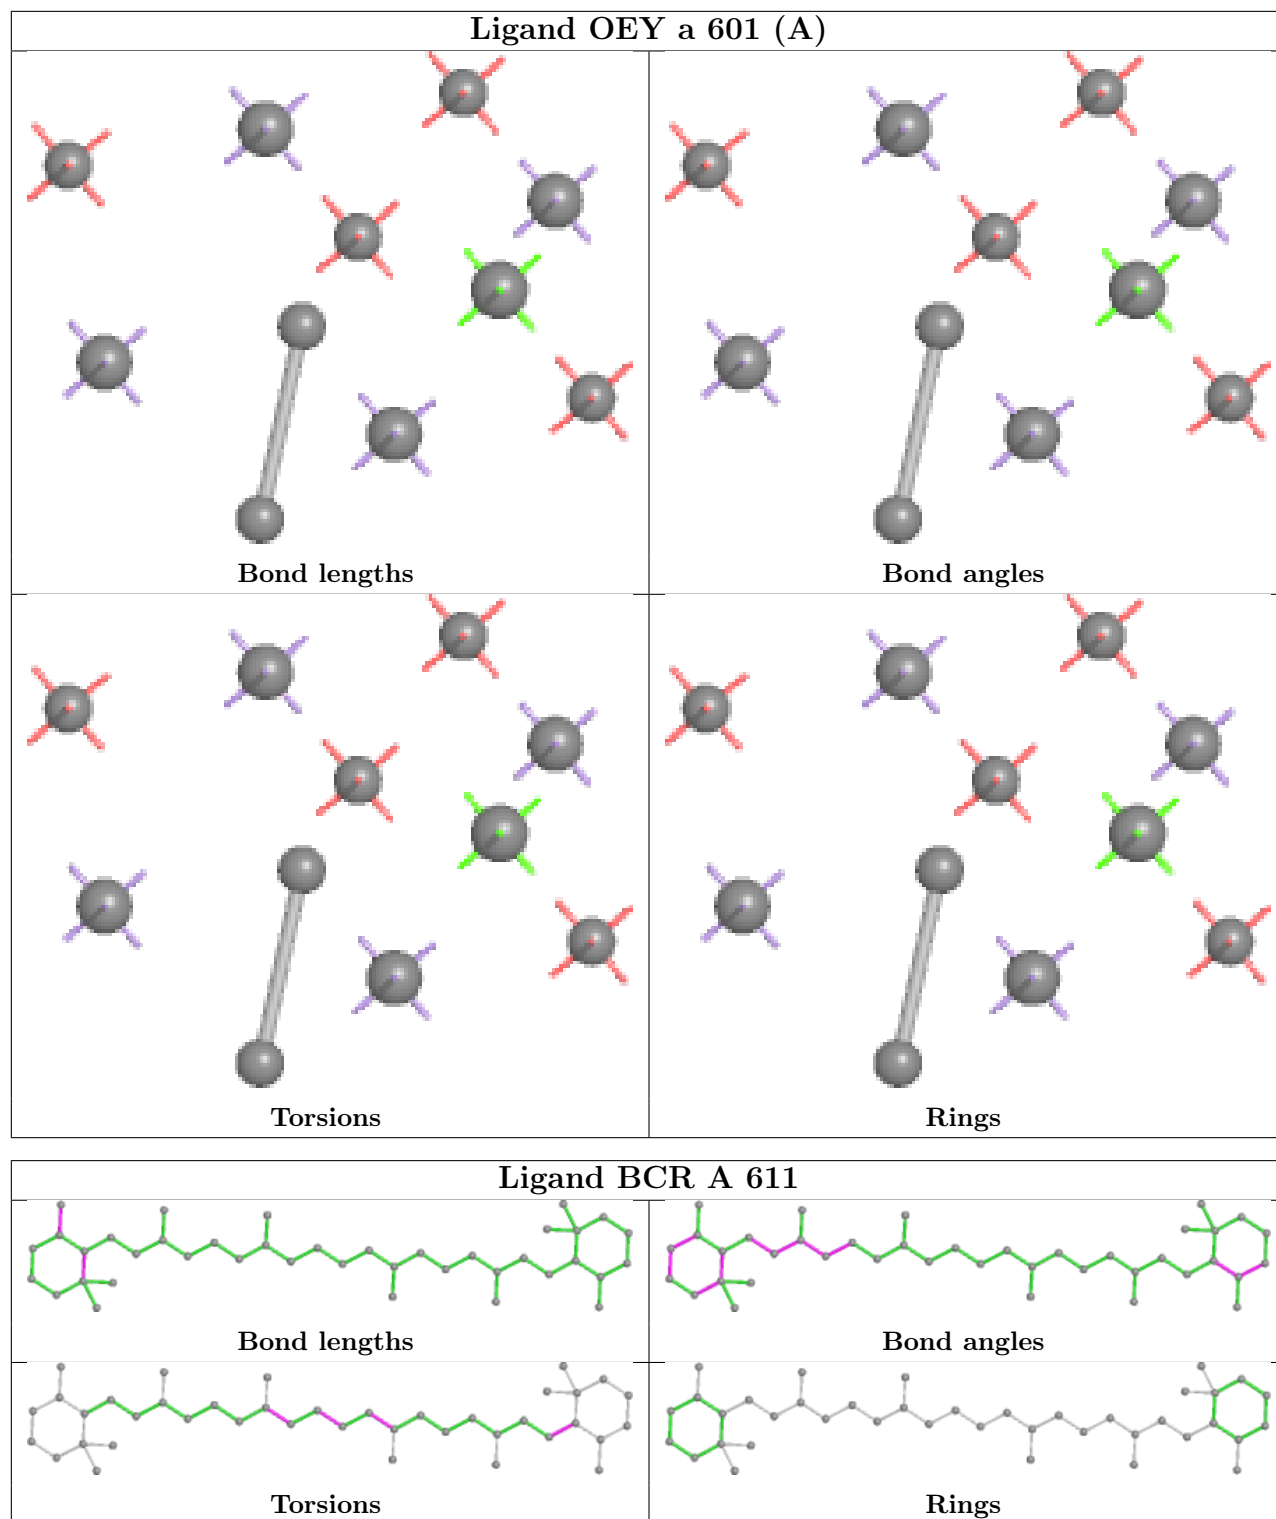 Ligand OEY a 601 (A)
Bond lengths
Bond angles
Torsions
Rings
Ligand BCR A 611
Bond lengths
Bond angles
Torsions
Rings